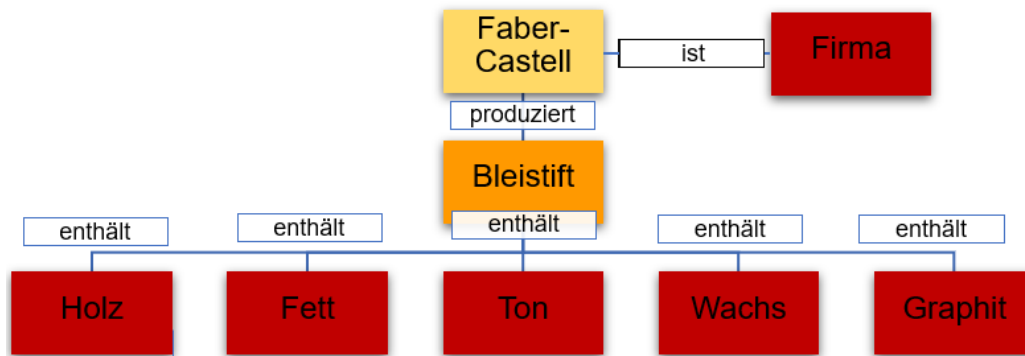 Faber-
Castell
ist
Firma
produziert
Bleistift
enthält
enthält
enthält
enthält
enthält
Holz
Fett
Ton
Wachs
Graphit